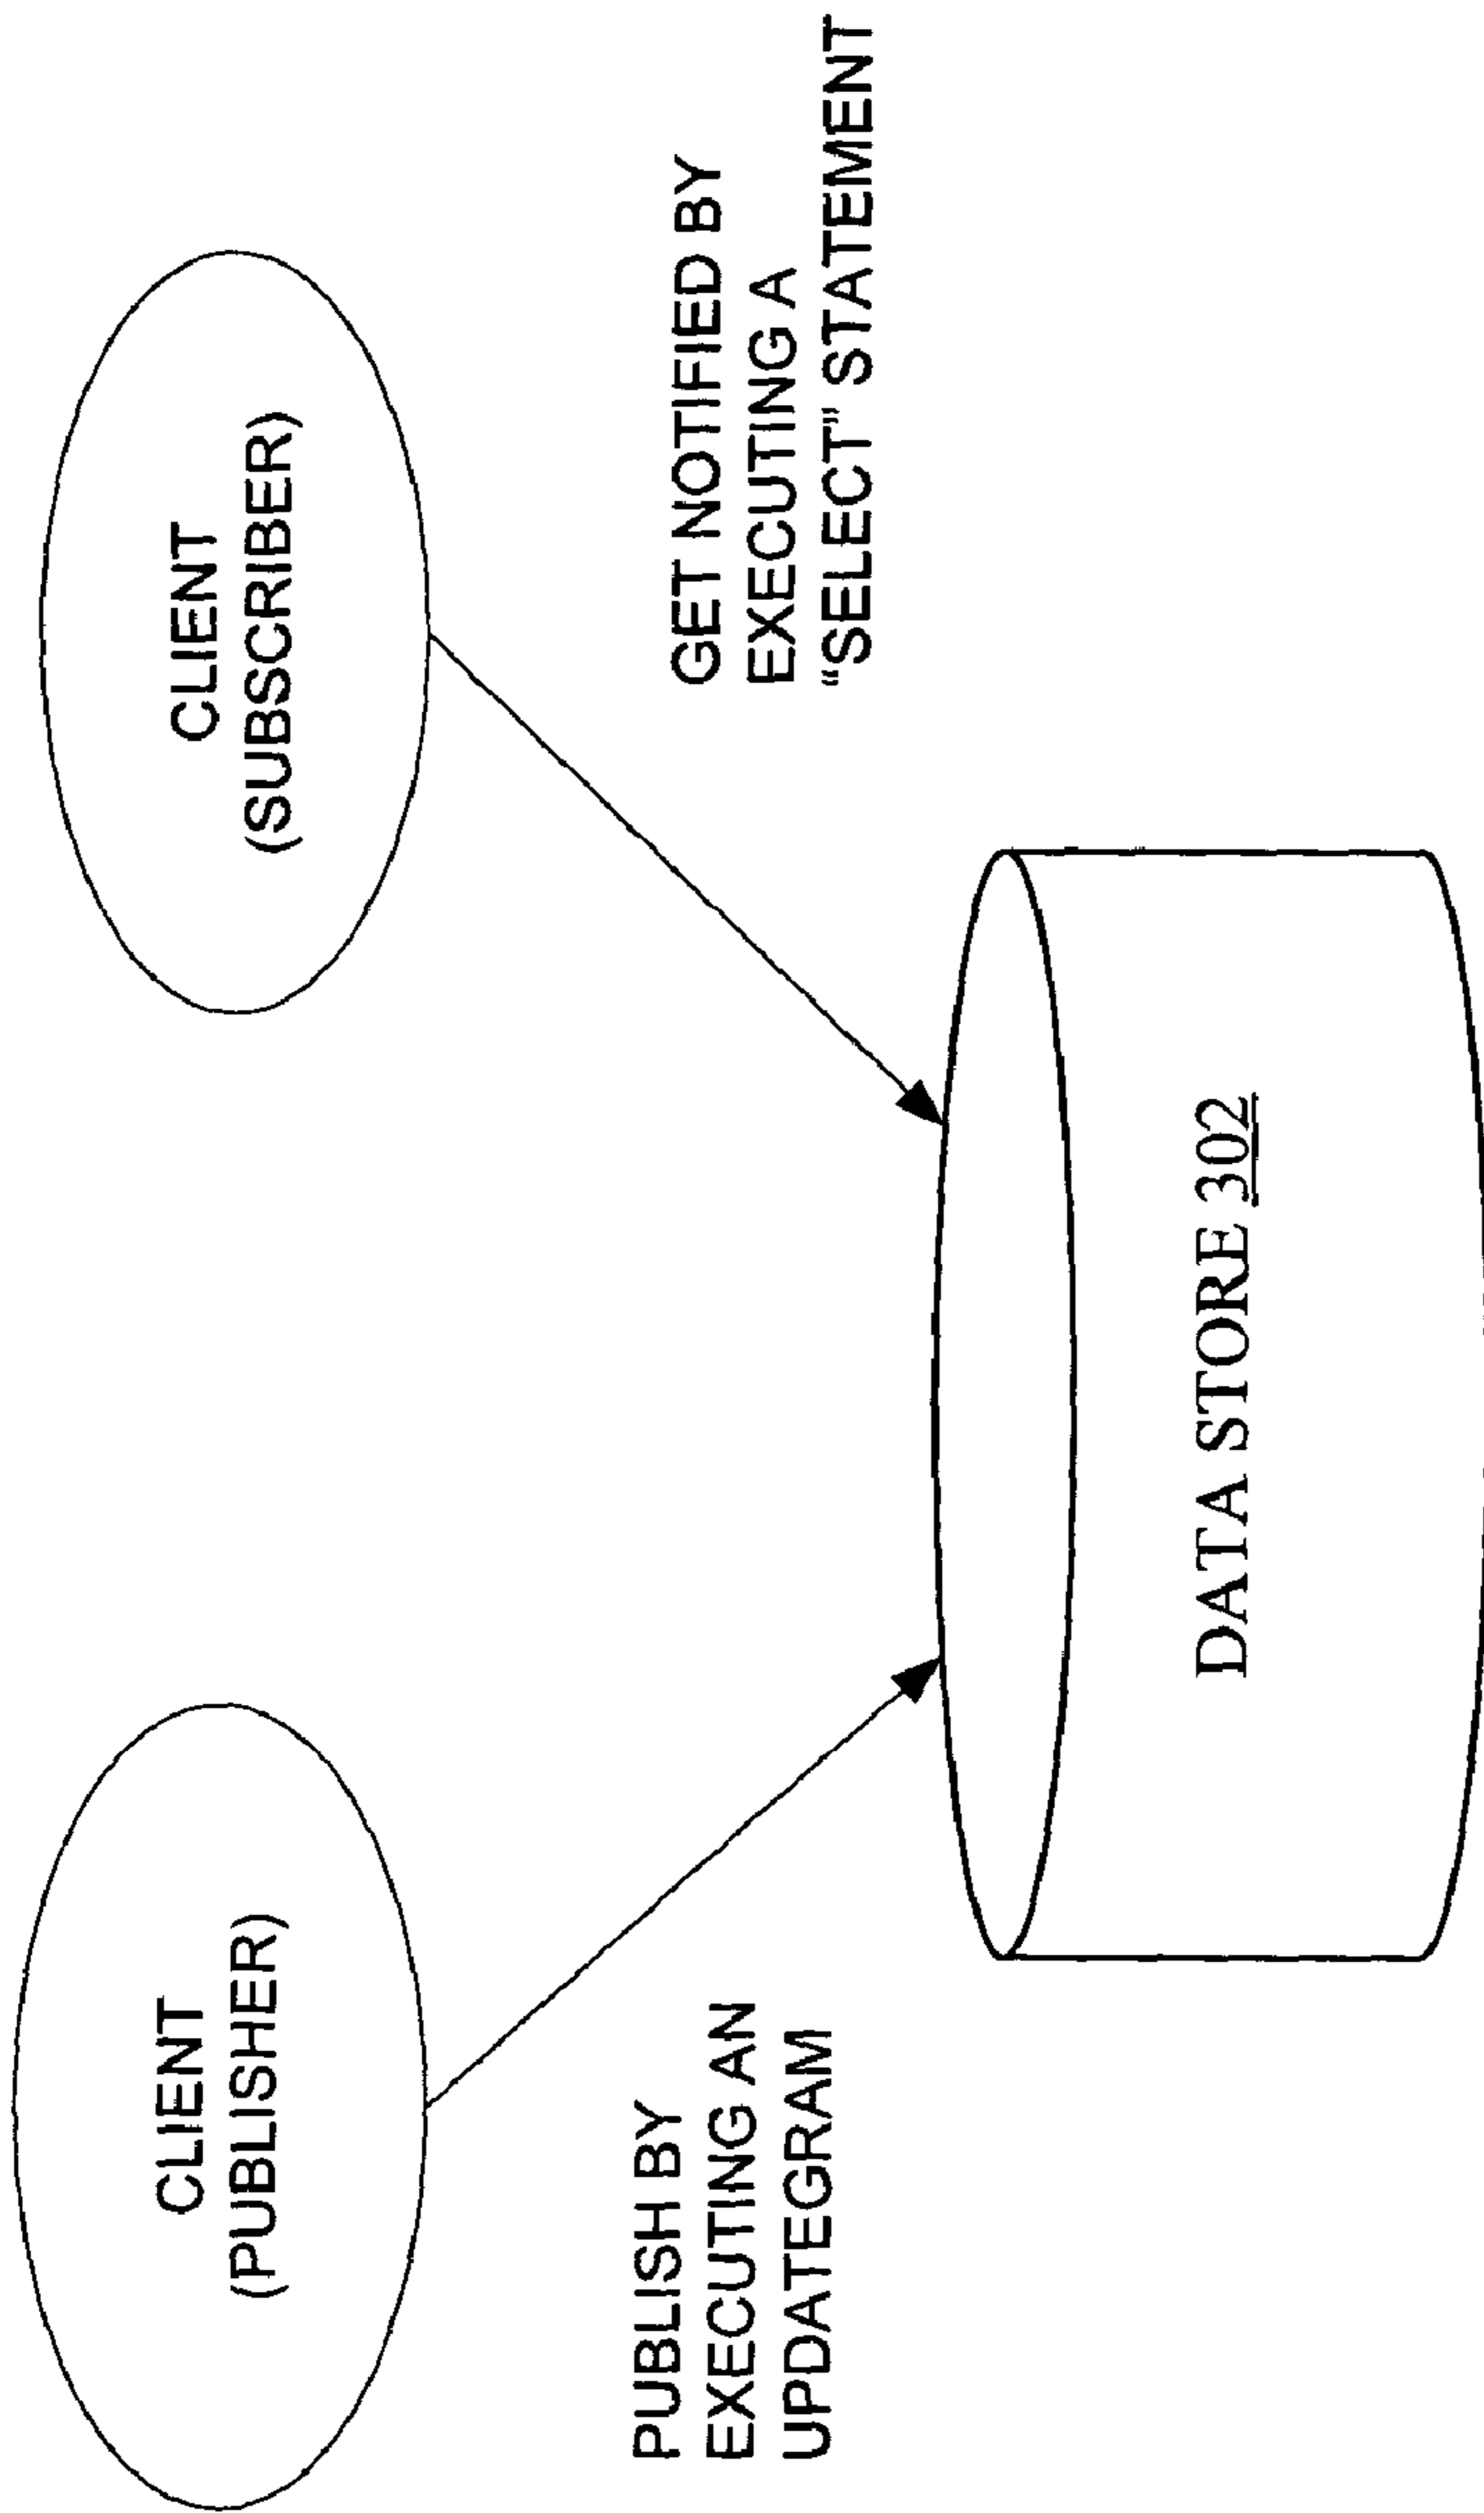 CLIENT
(PUBLISHER)
CLIENT
(SUBSCRIBER)
PUBLISH BY
EXECUTING AN
UPDATEGRAM
GET NOTIFIED BY
EXECUTING A
“SELECT” STATEMENT
DATA STORE 302